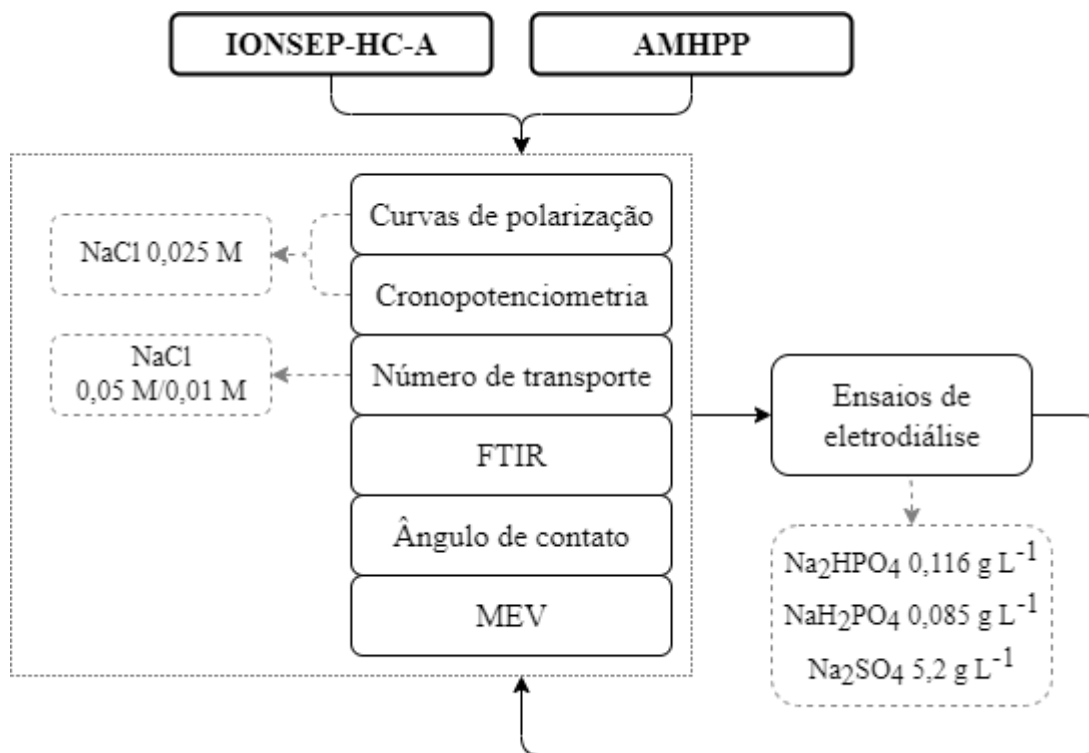 IONSEP-HC-A
AMHPP
Curvas de polarização
NaCl 0,025 M
Cronopotenciometria
NaCl
0,05 M/0,01 M
Número de transporte
Ensaios de
eletrodiálise
FTIR
Ângulo de contato
MEV
Na₂HPO₄ 0,116 g L⁻¹
NaH₂PO₄ 0,085 g L⁻¹
Na₂SO₄ 5,2 g L⁻¹